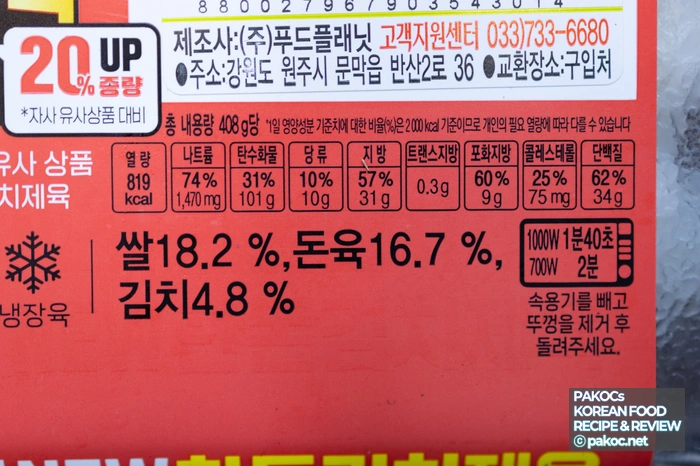 880027967903543014
제조사:(주)푸드플래닛 고객지원센터 033)733-6680
●주소:강원도 원주시 문막읍 반산2로 36 ●교환장소:구입처
20% UP 중량
*자사 유사상품 대비
총 내용량 408 g당 *1일 영양성분 기준치에 대한 비율(%)은 2 000 kcal 기준이므로 개인의 필요 열량에 따라 다를 수 있습니다
유사 상품
치제육
열량 나트륨 탄수화물 당류 지방 트랜스지방 포화지방 콜레스테롤 단백질
819 kcal 74% 1,470 mg 31% 101 g 10% 10g 57% 31 g 0.3g 60% 9g 25% 75 mg 62% 34g
냉장육
쌀18.2 %,돈육16.7 %,
김치4.8 %
1000W 1분40초
700W 2분
속용기를 빼고
뚜껑을 제거 후
돌려주세요.
PAKOCs
KOREAN FOOD
RECIPE & REVIEW
© pakoc.net